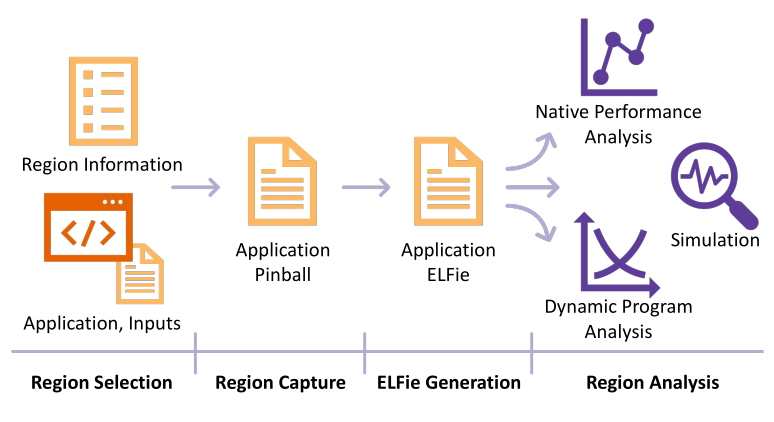 Region Information
Application, Inputs
Application
Pinball
Application
ELFie
Native Performance
Analysis
Simulation
Dynamic Program
Analysis
Region Selection
Region Capture
ELFie Generation
Region Analysis